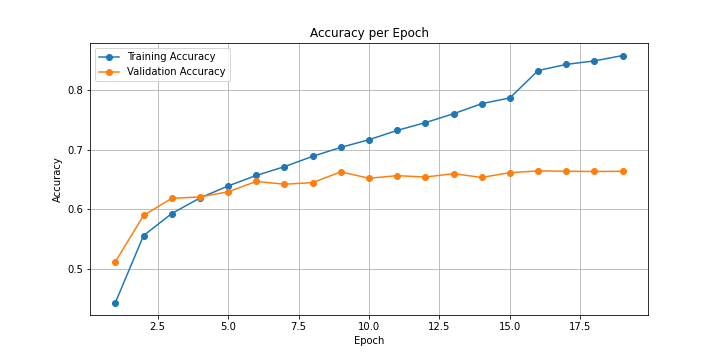 Accuracy per Epoch
Training Accuracy
Validation Accuracy
0.8
0.7
0.6
0.5
Accuracy
2.5 5.0 7.5 10.0 12.5 15.0 17.5
Epoch